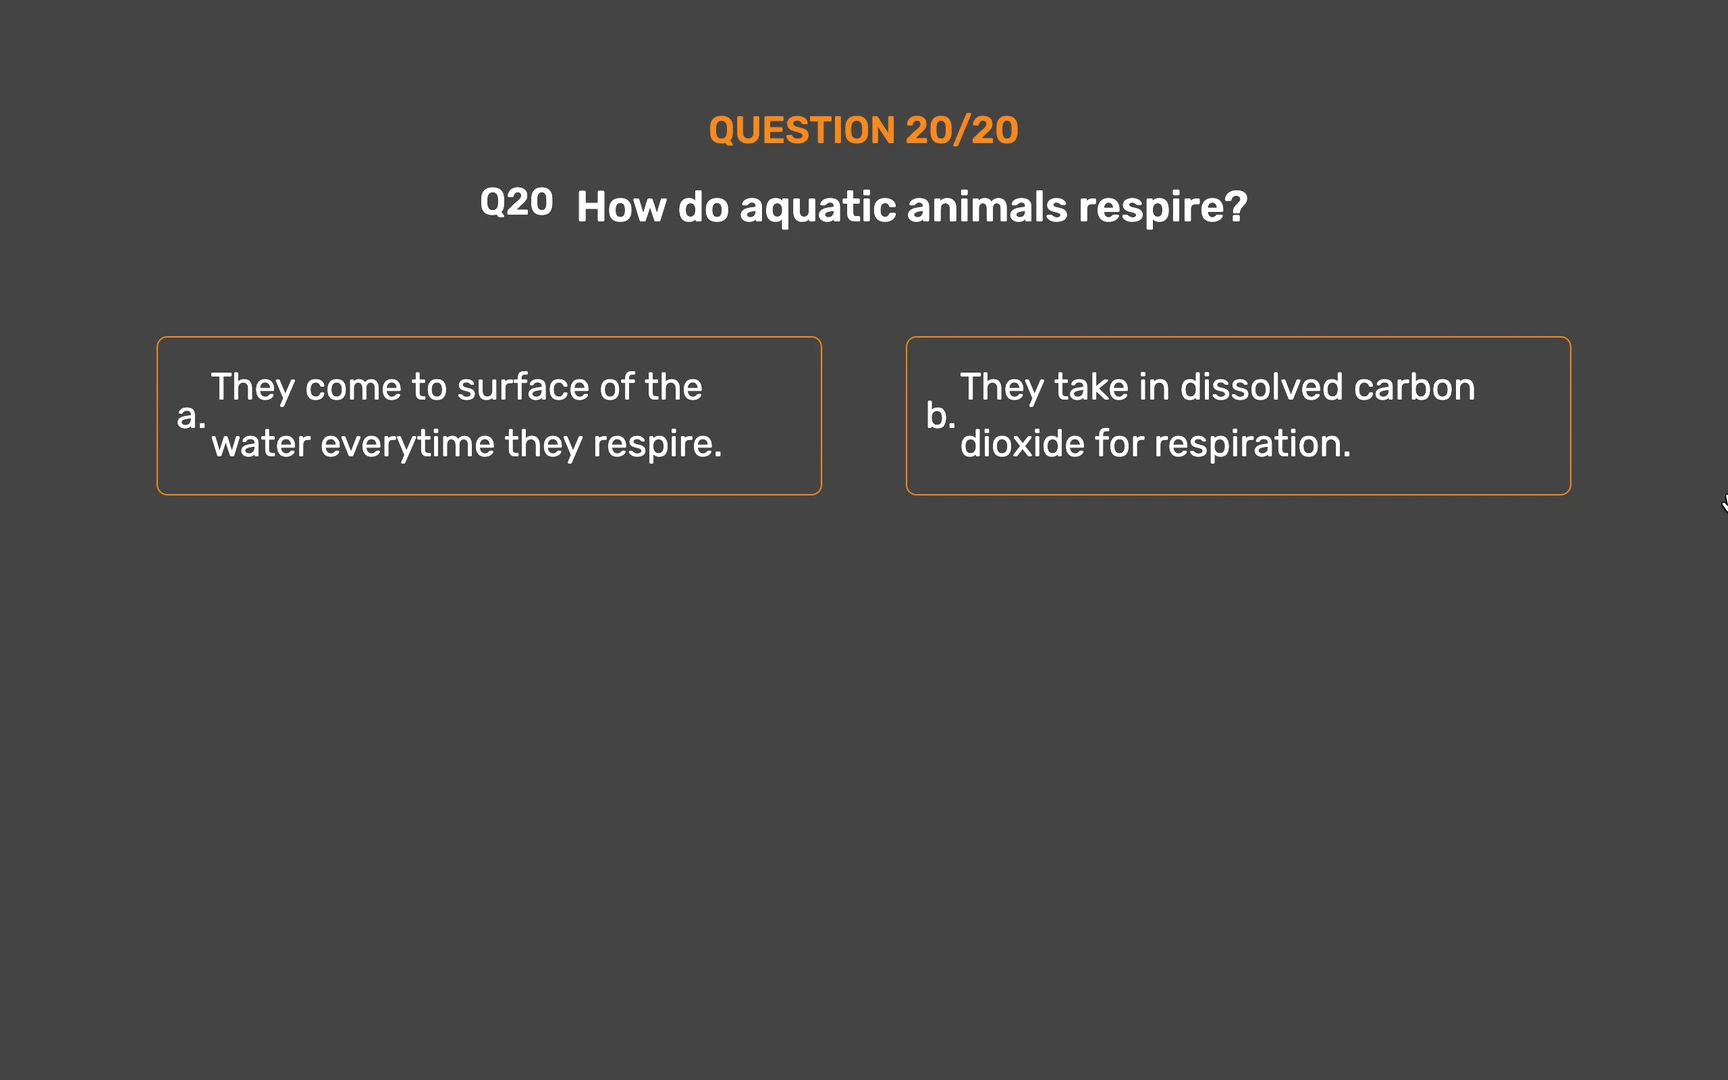 QUESTION 20/20
Q20 How do aquatic animals respire?
a. They come to surface of the
water everytime they respire.
b. They take in dissolved carbon
dioxide for respiration.